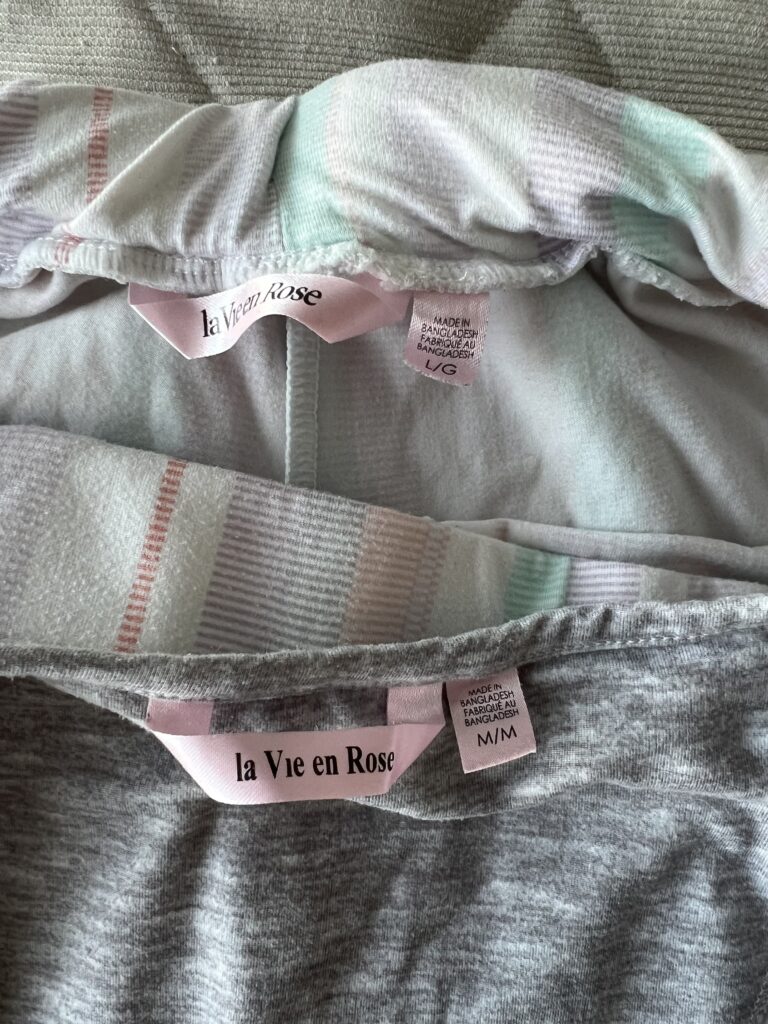 la Vie en Rose
MADE IN
BANGLADESH
FABRIQUÉ AU
BANGLADESH
L/G
la Vie en Rose
MADE IN
BANGLADESH
FABRIQUÉ AU
BANGLADESH
M/M